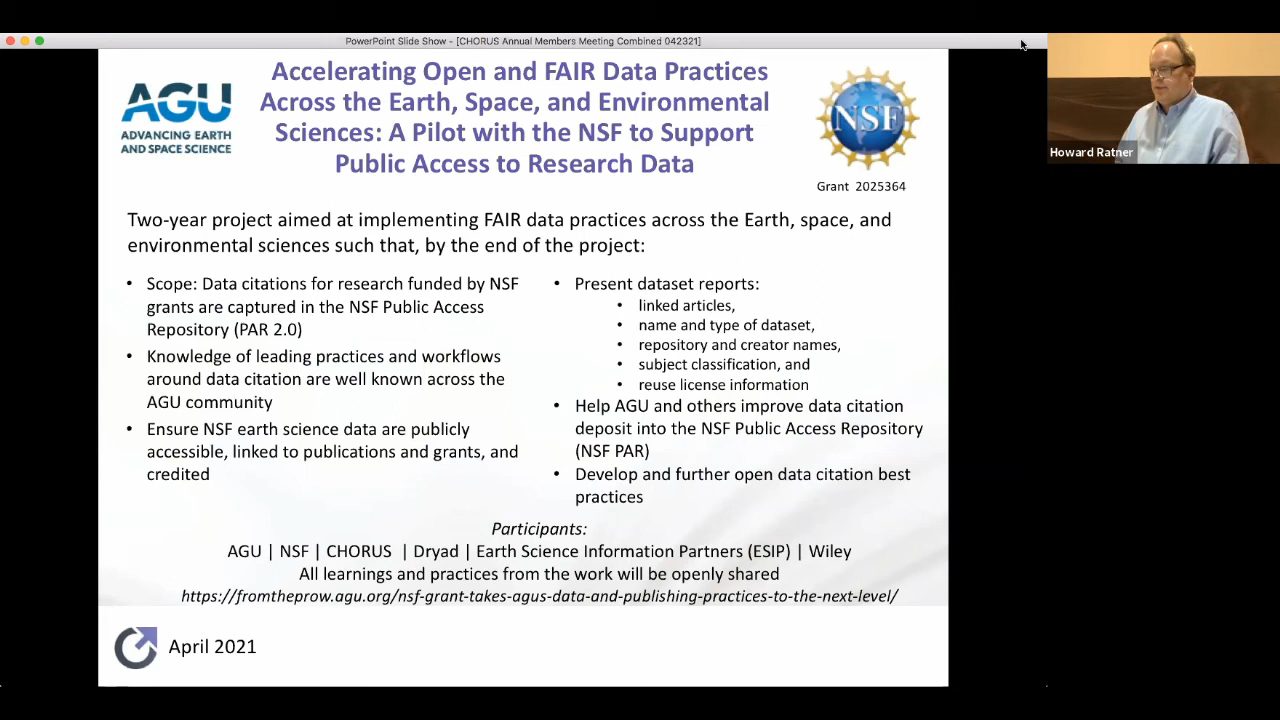 PowerPoint Slide Show - [CHORUS Annual Members Meeting Combined 042321]
AGU
ADVANCING EARTH
AND SPACE SCIENCE
Accelerating Open and FAIR Data Practices
Across the Earth, Space, and Environmental
Sciences: A Pilot with the NSF to Support
Public Access to Research Data
NSF
Grant 2025364
Howard Ratner
Two-year project aimed at implementing FAIR data practices across the Earth, space, and
environmental sciences such that, by the end of the project:
• Scope: Data citations for research funded by NSF
grants are captured in the NSF Public Access
Repository (PAR 2.0)
• Knowledge of leading practices and workflows
around data citation are well known across the
AGU community
• Ensure NSF earth science data are publicly
accessible, linked to publications and grants, and
credited
• Present dataset reports:
• linked articles,
• name and type of dataset,
• repository and creator names,
• subject classification, and
• reuse license information
• Help AGU and others improve data citation
deposit into the NSF Public Access Repository
(NSF PAR)
• Develop and further open data citation best
practices
Participants:
AGU | NSF | CHORUS | Dryad | Earth Science Information Partners (ESIP) | Wiley
All learnings and practices from the work will be openly shared
https://fromtheprow.agu.org/nsf-grant-takes-agus-data-and-publishing-practices-to-the-next-level/
April 2021